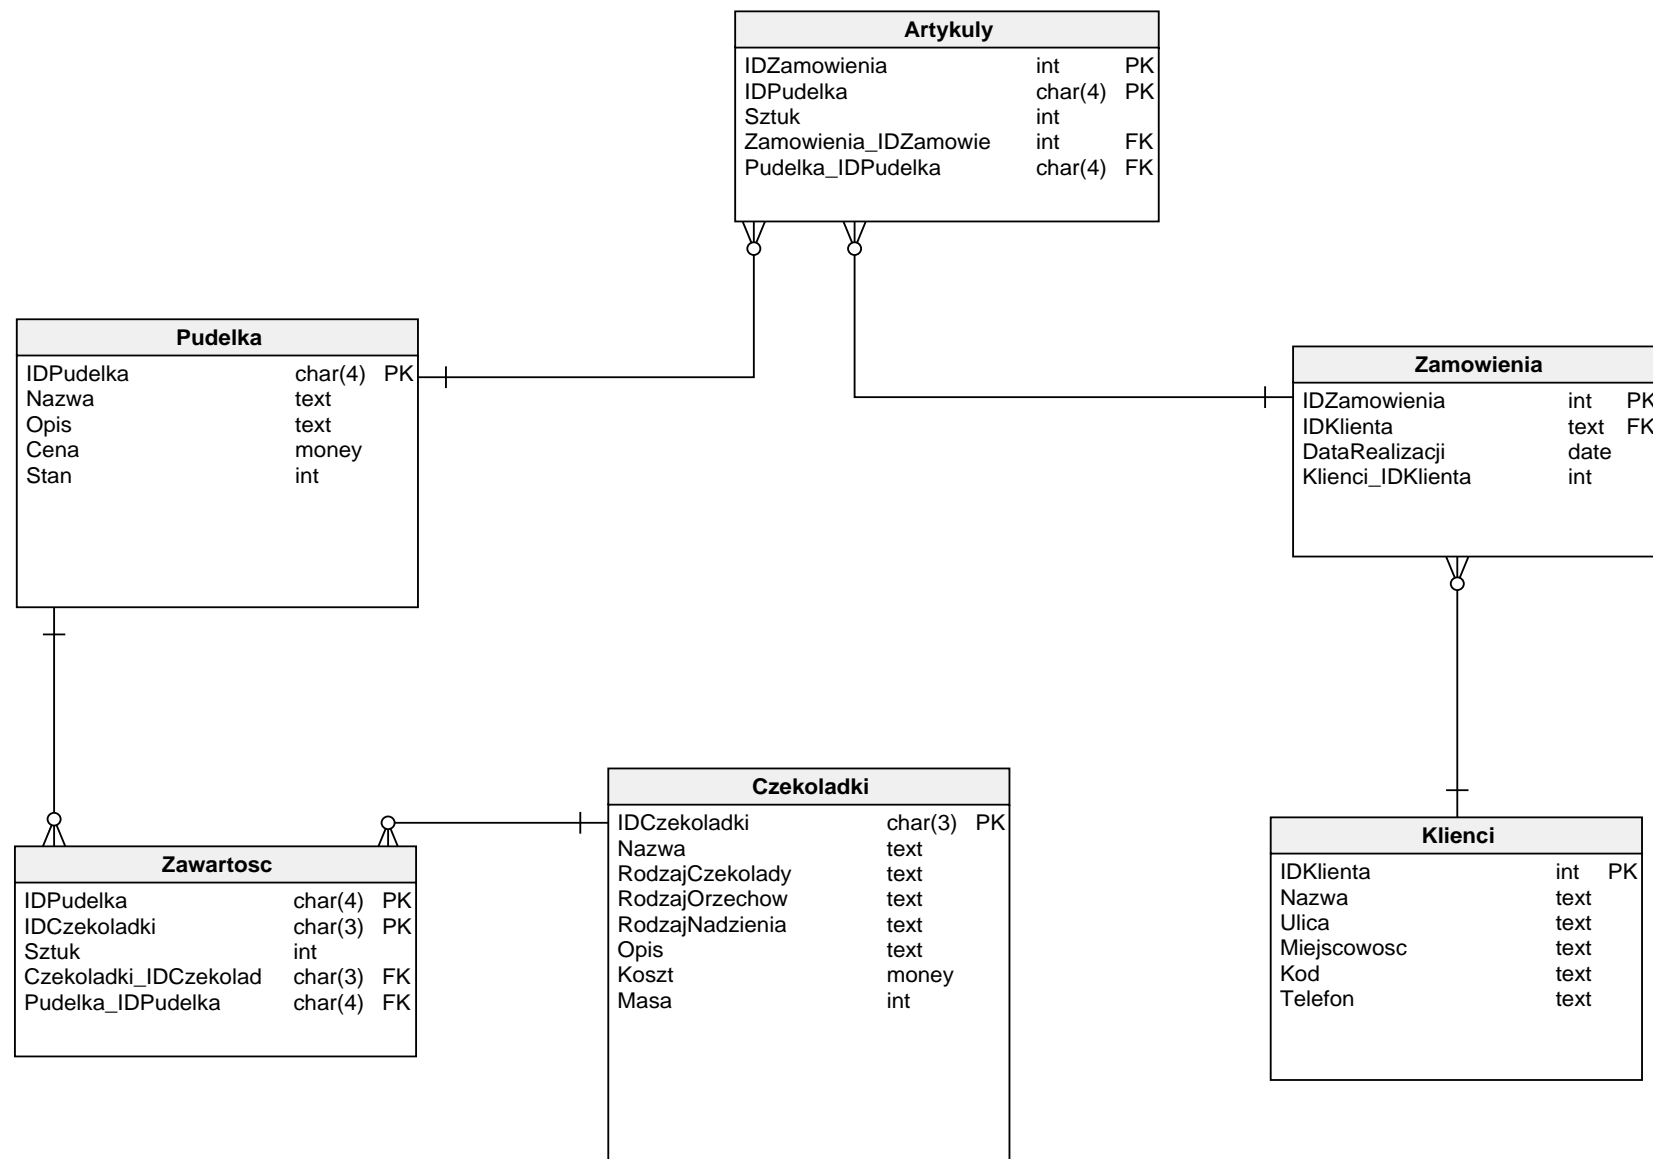 Artykuly
IDZamowienia int PK
IDPudelka char(4) PK
Sztuk int
Zamowienia_IDZamowie int FK
Pudelka_IDPudelka char(4) FK
Pudelka
IDPudelka char(4) PK
Nazwa text
Opis text
Cena money
Stan int
Zamowienia
IDZamowienia int PK
IDKlienta text FK
DataRealizacji date
Klienci_IDKlienta int
Zawartosc
IDPudelka char(4) PK
IDCzekoladki char(3) PK
Sztuk int
Czekoladki_IDCzekolad char(3) FK
Pudelka_IDPudelka char(4) FK
Czekoladki
IDCzekoladki char(3) PK
Nazwa text
RodzajCzekolady text
RodzajOrzechow text
RodzajNadzienia text
Opis text
Koszt money
Masa int
Klienci
IDKlienta int PK
Nazwa text
Ulica text
Miejscowosc text
Kod text
Telefon text